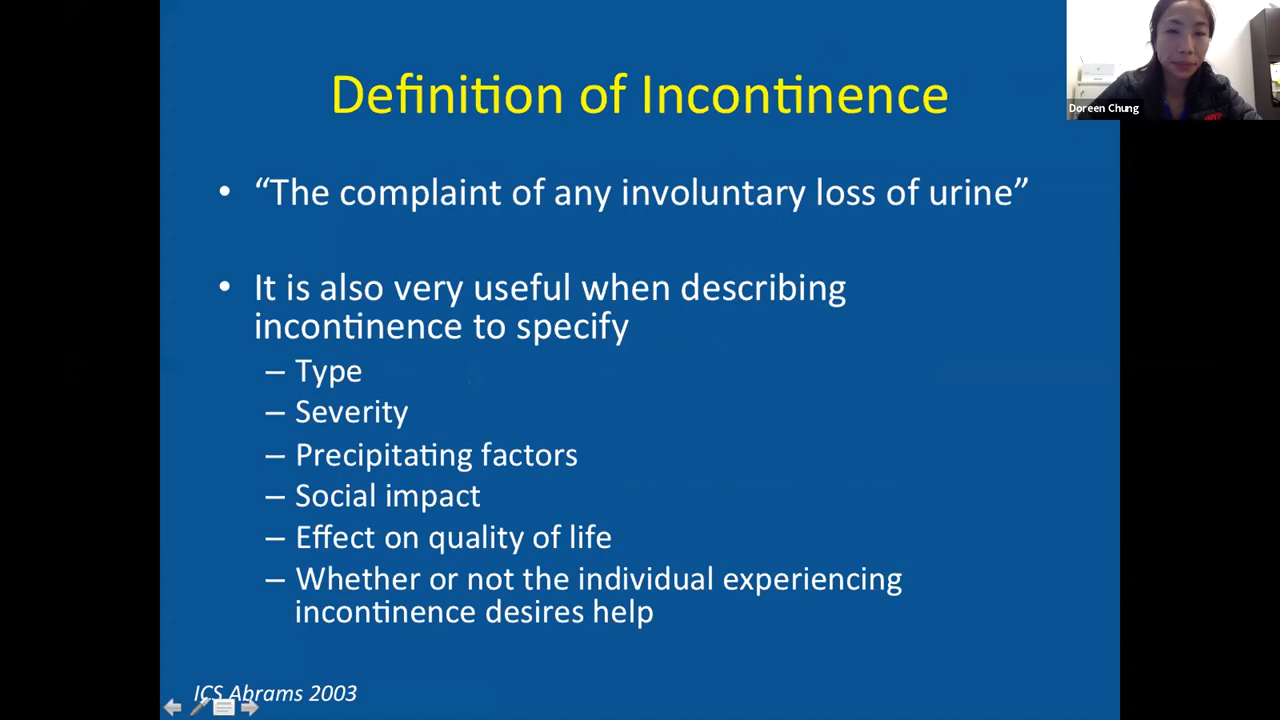 Definition of Incontinence
• “The complaint of any involuntary loss of urine”
• It is also very useful when describing
incontinence to specify
– Type
– Severity
– Precipitating factors
– Social impact
– Effect on quality of life
– Whether or not the individual experiencing
incontinence desires help
ICS Abrams 2003
Doreen Chung